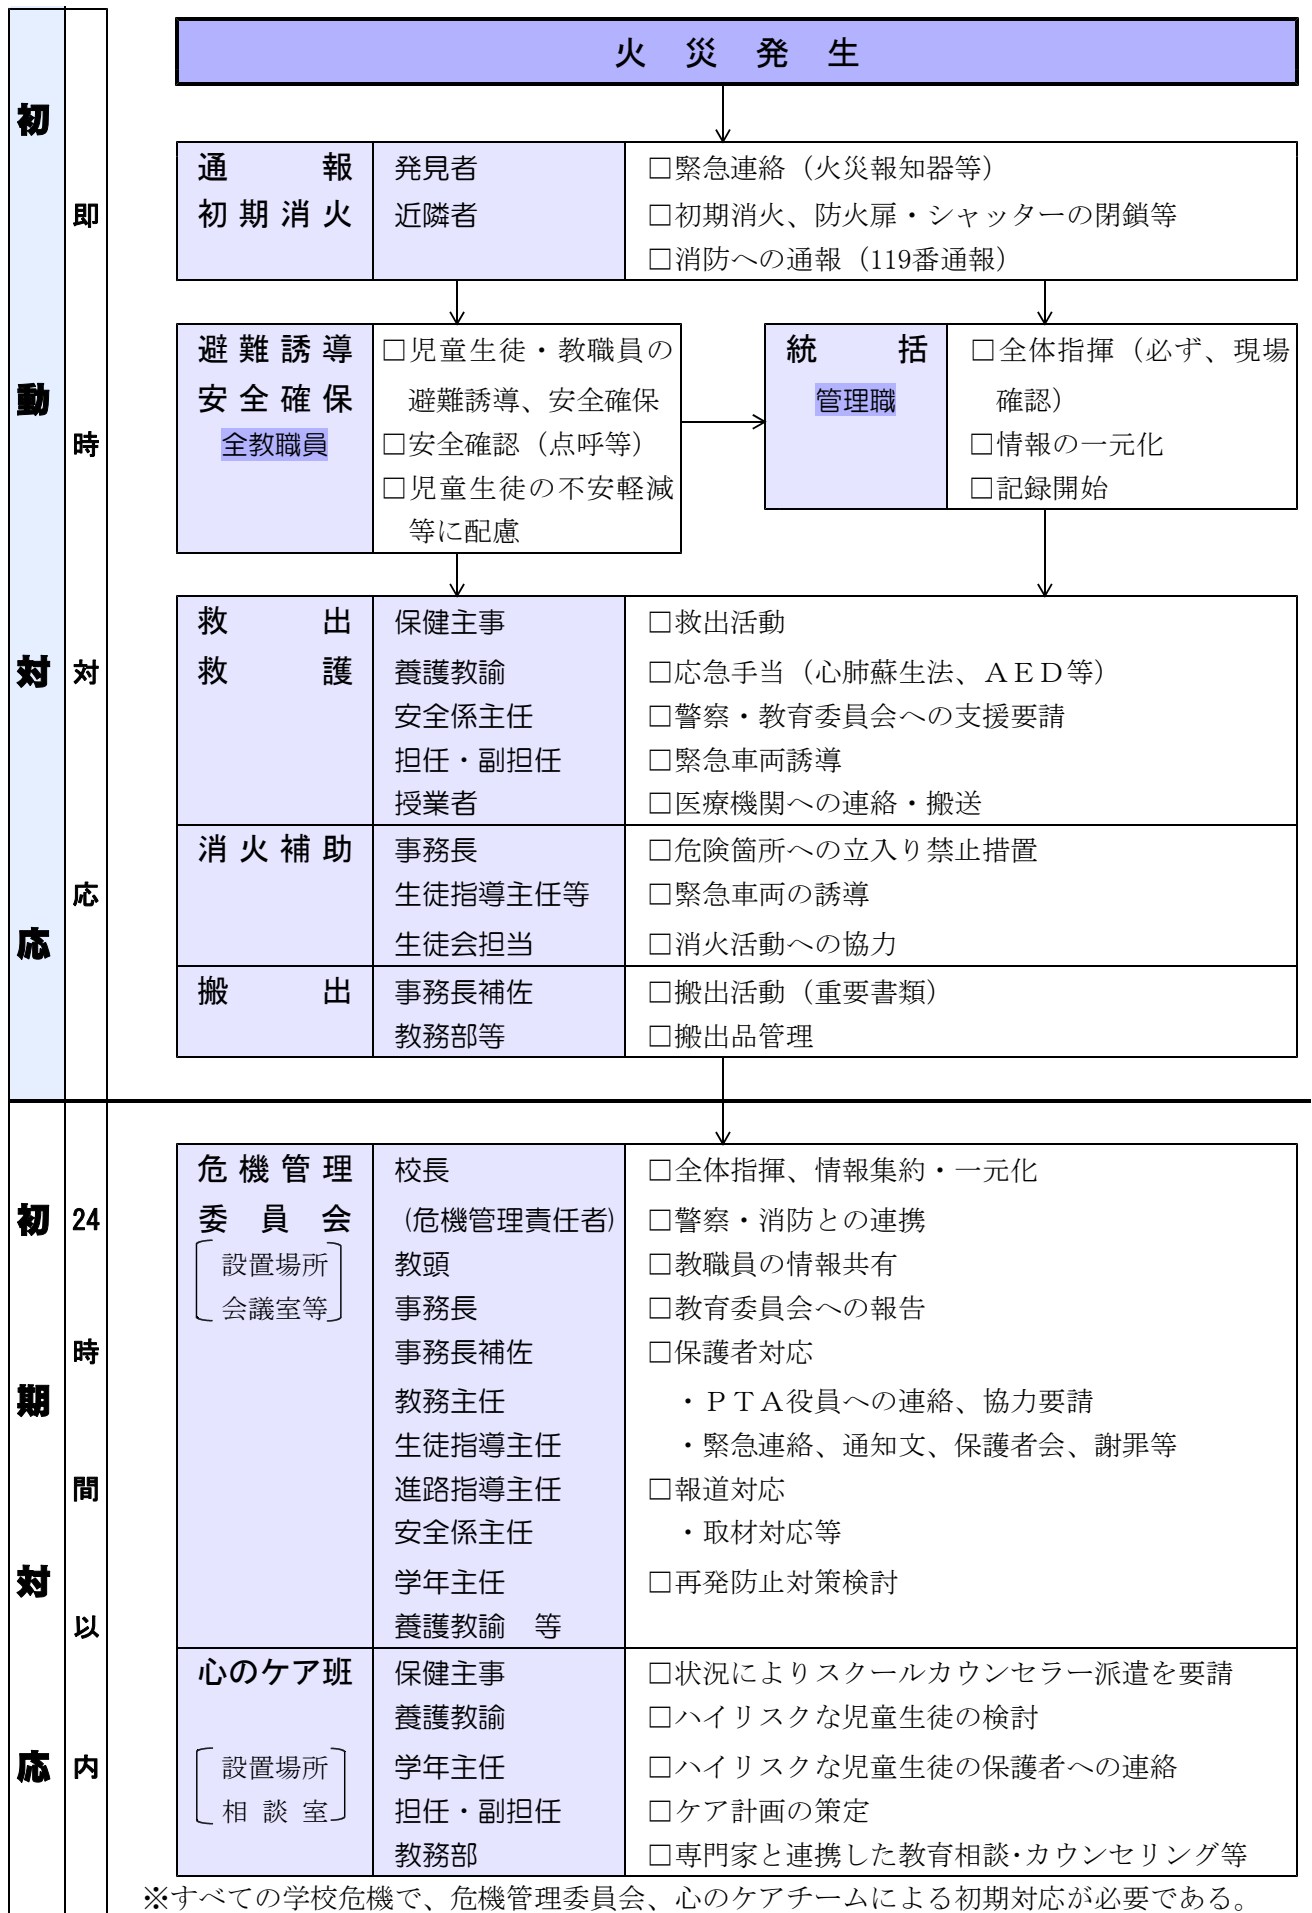 火　災　発　生
初動対応
即時対応
通報　発見者　□緊急連絡（火災報知器等）
初期消火　近隣者　□初期消火、防火扉・シャッターの閉鎖等
□消防への通報（119番通報）
避難誘導
安全確保
全教職員
□児童生徒・教職員の
避難誘導、安全確保
□安全確認（点呼等）
□児童生徒の不安軽減
等に配慮
統括
管理職
□全体指揮（必ず、現場
確認）
□情報の一元化
□記録開始
救出　保健主事　□救出活動
救護　養護教諭　□応急手当（心肺蘇生法、ＡＥＤ等）
安全係主任　□警察・教育委員会への支援要請
担任・副担任　□緊急車両誘導
授業者　□医療機関への連絡・搬送
消火補助　事務長　□危険箇所への立入り禁止措置
生徒指導主任等　□緊急車両の誘導
生徒会担当　□消火活動への協力
搬出　事務長補佐　□搬出活動（重要書類）
教務部等　□搬出品管理
初期対応
24時間以内
危機管理　校長　□全体指揮、情報集約・一元化
委員会　(危機管理責任者)　□警察・消防との連携
設置場所　教頭　□教職員の情報共有
会議室等　事務長　□教育委員会への報告
事務長補佐　□保護者対応
教務主任　・ＰＴＡ役員への連絡、協力要請
生徒指導主任　・緊急連絡、通知文、保護者会、謝罪等
進路指導主任　□報道対応
安全係主任　・取材対応等
学年主任　□再発防止対策検討
養護教諭　等
心のケア班　保健主事　□状況によりスクールカウンセラー派遣を要請
養護教諭　□ハイリスクな児童生徒の検討
設置場所　学年主任　□ハイリスクな児童生徒の保護者への連絡
相談室　担任・副担任　□ケア計画の策定
教務部　□専門家と連携した教育相談・カウンセリング等
※すべての学校危機で、危機管理委員会、心のケアチームによる初期対応が必要である。